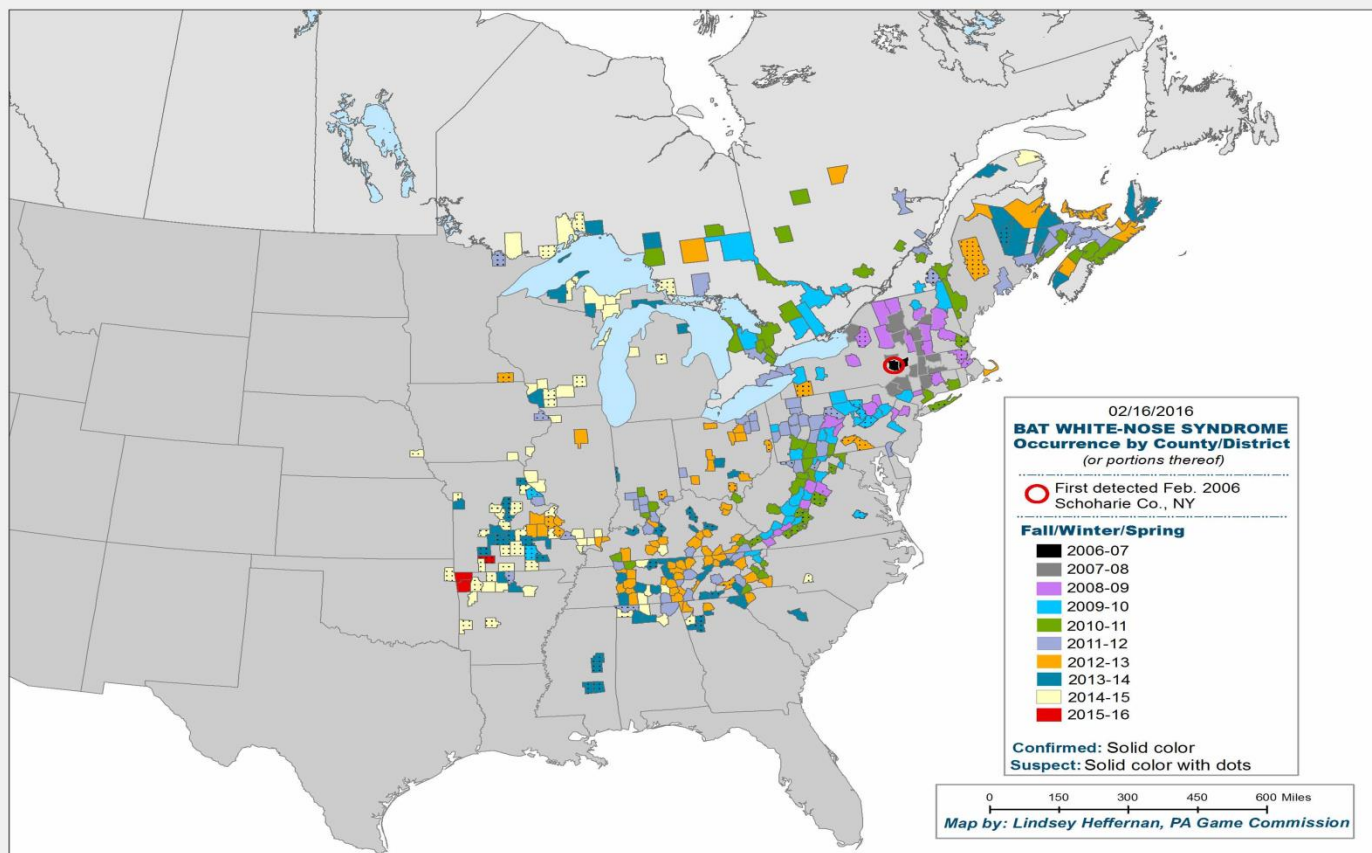 02/16/2016
BAT WHITE-NOSE SYNDROME
Occurrence by County/District
(or portions thereof)
First detected Feb. 2006
Schoharie Co., NY
Fall/Winter/Spring
2006-07
2007-08
2008-09
2009-10
2010-11
2011-12
2012-13
2013-14
2014-15
2015-16
Confirmed: Solid color
Suspect: Solid color with dots
0 150 300 450 600 Miles
Map by: Lindsey Heffernan, PA Game Commission